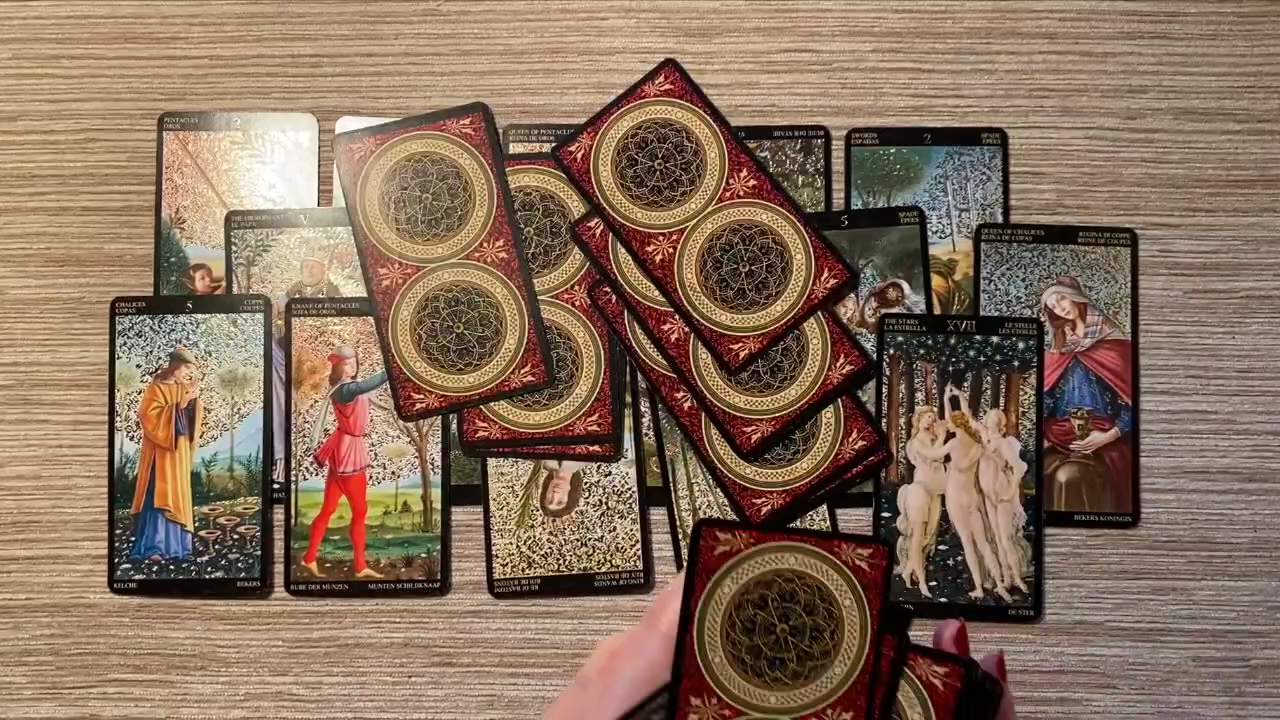 PENTACLES
OROS
2
QUEEN OF PENTACL
REINA DE OROS
SWORDS
ESPADAS
2
SPADE
EPEES
THE HIEROPHANT
EL PAPA
V
5
SPADE
EPEES
QUEEN OF CHALICES
REINA DE COPAS
REGINA DI COPPE
REINE DE COUPES
CHALICES
COPAS
5
COPPE
COUPES
KNAVE OF PENTACLES
SOTA DE OROS
THE STARS
LA ESTRELLA
XVII
LE STELLE
LES ETOILES
BEKERS KONINGIN
KELCHE
BEKERS
BUBE DER MÜNZEN
MUNTEN SCHILDKNAAP
RE DI BASTONI
ROI DE BATONS
KING OF WANDS
REY DE BASTOS
DE STER